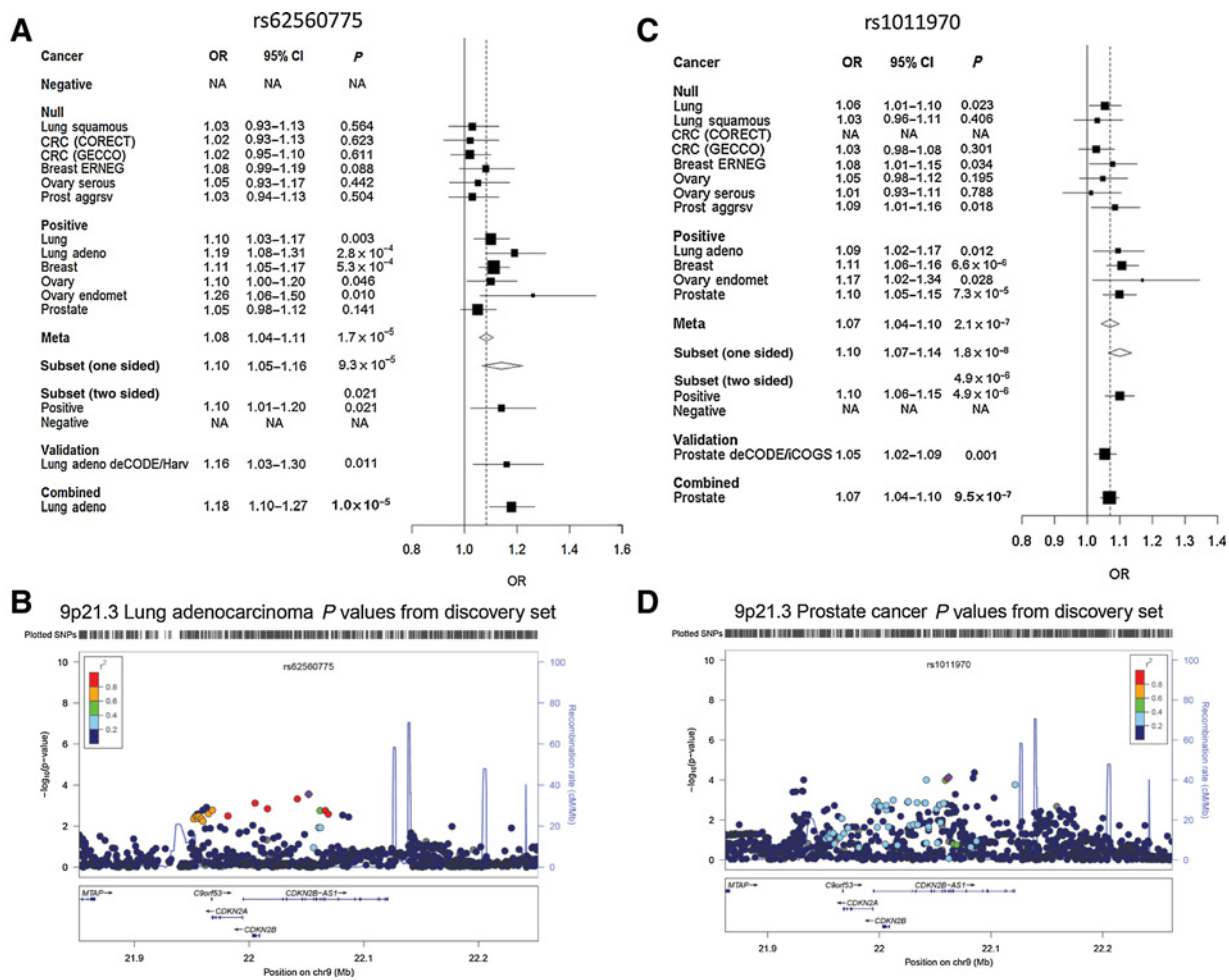 A
rs62560775
Cancer OR 95% CI P
Negative NA NA NA
Null
Lung squamous 1.03 0.93–1.13 0.564
CRC (CORECT) 1.02 0.93–1.13 0.623
CRC (GECCO) 1.02 0.95–1.10 0.611
Breast ERNEG 1.08 0.99–1.19 0.088
Ovary serous 1.05 0.93–1.17 0.442
Prost aggrsv 1.03 0.94–1.13 0.504
Positive
Lung 1.10 1.03–1.17 0.003
Lung adeno 1.19 1.08–1.31 2.8 × 10⁻⁴
Breast 1.11 1.05–1.17 5.3 × 10⁻⁴
Ovary 1.10 1.00–1.20 0.046
Ovary endomet 1.26 1.06–1.50 0.010
Prostate 1.05 0.98–1.12 0.141
Meta 1.08 1.04–1.11 1.7 × 10⁻⁵
Subset (one sided) 1.10 1.05–1.16 9.3 × 10⁻⁵
Subset (two sided) 0.021
Positive 1.10 1.01–1.20 0.021
Negative NA NA NA
Validation
Lung adeno deCODE/Harv 1.16 1.03–1.30 0.011
Combined
Lung adeno 1.18 1.10–1.27 1.0 × 10⁻⁵
0.8 1.0 1.2 1.4 1.6
OR
C
rs1011970
Cancer OR 95% CI P
Null
Lung 1.06 1.01–1.10 0.023
Lung squamous 1.03 0.96–1.11 0.406
CRC (CORECT) NA NA NA
CRC (GECCO) 1.03 0.98–1.08 0.301
Breast ERNEG 1.08 1.01–1.15 0.034
Ovary 1.05 0.98–1.12 0.195
Ovary serous 1.01 0.93–1.11 0.788
Prost aggrsv 1.09 1.01–1.16 0.018
Positive
Lung adeno 1.09 1.02–1.17 0.012
Breast 1.11 1.06–1.16 6.6 × 10⁻⁶
Ovary endomet 1.17 1.02–1.34 0.028
Prostate 1.10 1.05–1.15 7.3 × 10⁻⁵
Meta 1.07 1.04–1.10 2.1 × 10⁻⁷
Subset (one sided) 1.10 1.07–1.14 1.8 × 10⁻⁸
Subset (two sided) 4.9 × 10⁻⁶
Positive 1.10 1.06–1.15 4.9 × 10⁻⁶
Negative NA NA NA
Validation
Prostate deCODE/iCOGS 1.05 1.02–1.09 0.001
Combined
Prostate 1.07 1.04–1.10 9.5 × 10⁻⁷
0.8 0.9 1.0 1.1 1.2 1.3 1.4
OR
B
9p21.3 Lung adenocarcinoma P values from discovery set
Plotted SNPs
rs62560775
r²
0.8
0.6
0.4
0.2
−log₁₀(p−value)
10
8
6
4
2
0
Recombination rate (cM/Mb)
100
80
60
40
20
0
MTAP→ C9orf53→ CDKN2B−AS1→
←CDKN2A
←CDKN2B
21.9 22 22.1 22.2
Position on chr9 (Mb)
D
9p21.3 Prostate cancer P values from discovery set
Plotted SNPs
rs1011970
r²
0.8
0.6
0.4
0.2
−log₁₀(p−value)
10
8
6
4
2
0
Recombination rate (cM/Mb)
100
80
60
40
20
0
MTAP→ C9orf53→ CDKN2B−AS1→
←CDKN2A
←CDKN2B
21.9 22 22.1 22.2
Position on chr9 (Mb)